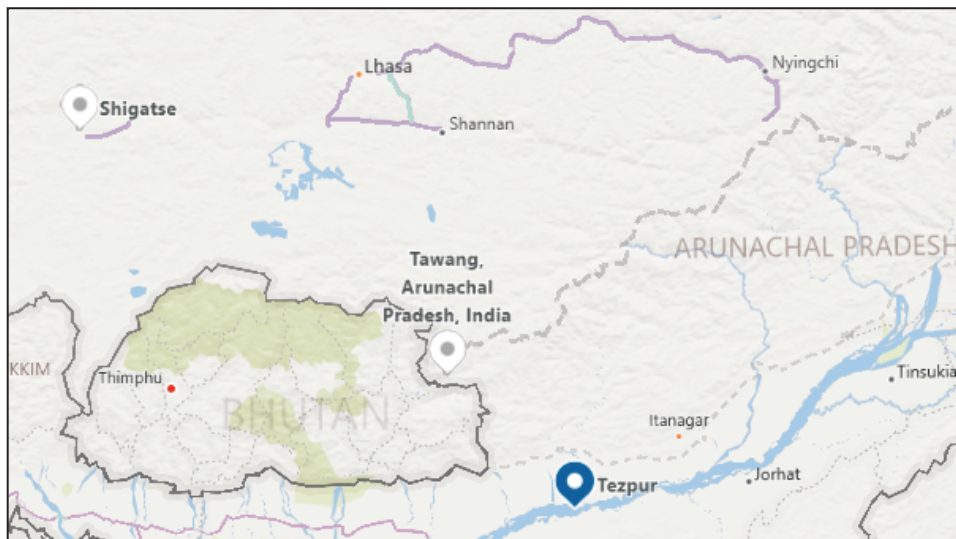 Lhasa
Nyingchi
Shigatse
Shannan
ARUNACHAL PRADESH
Tawang,
Arunachal
Pradesh, India
KKIM
Thimphu
BHUTAN
Tinsukia
Itanagar
Jorhat
Tezpur